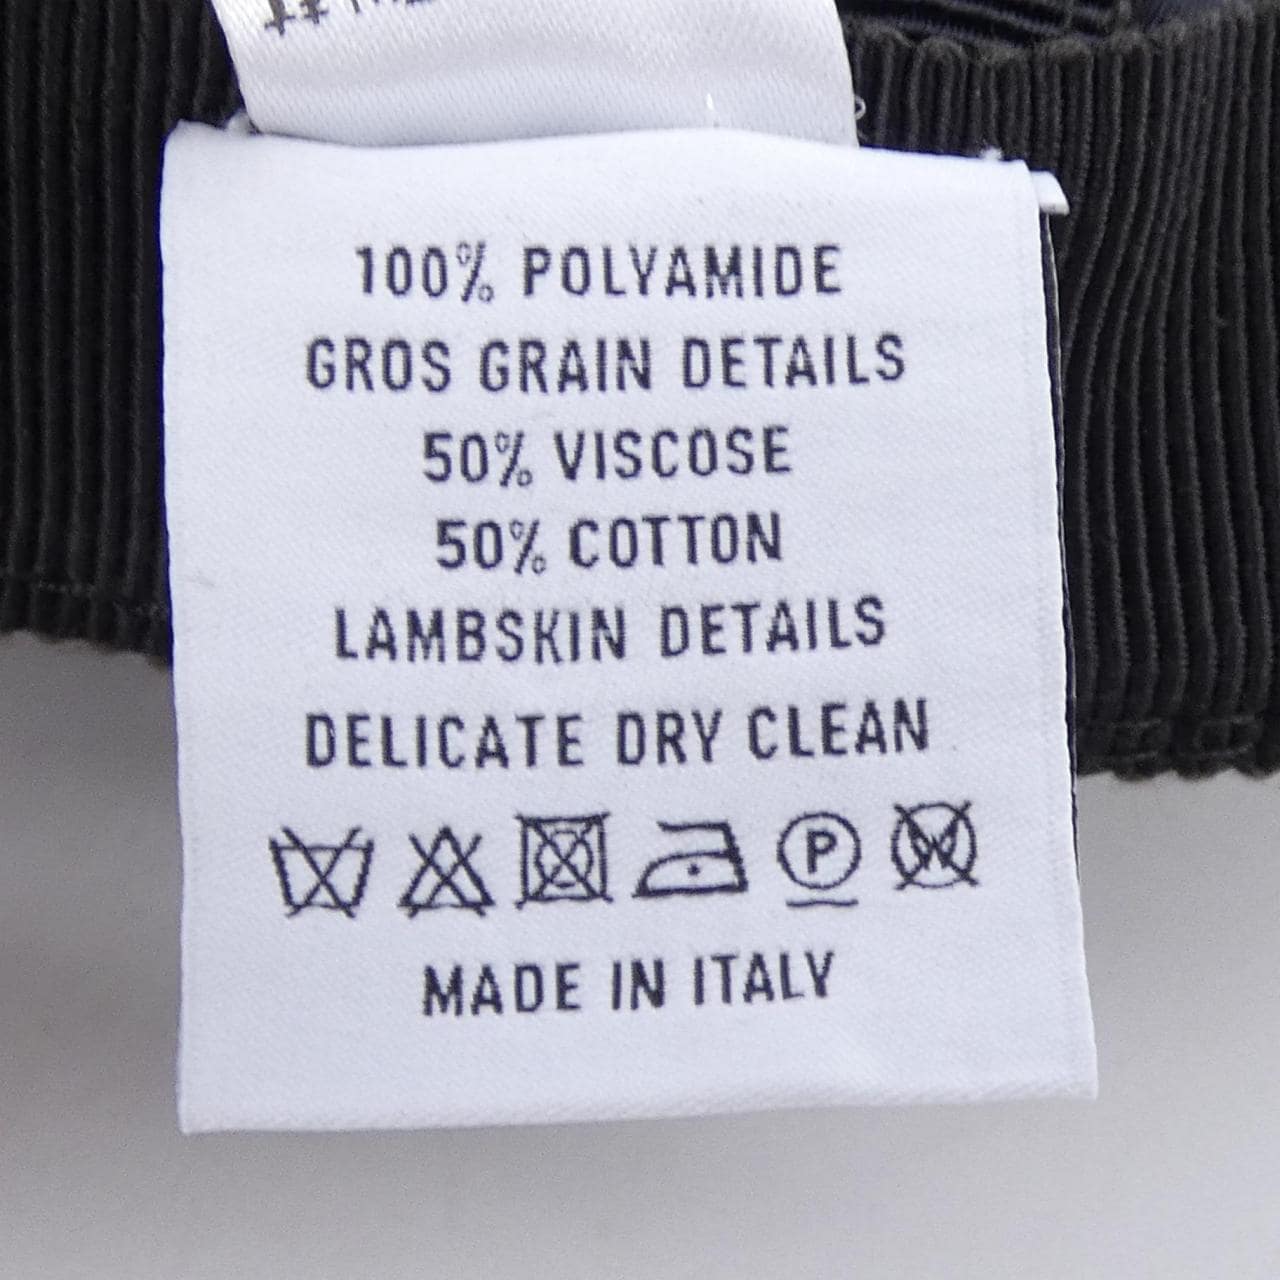 100% POLYAMIDE
GROS GRAIN DETAILS
50% VISCOSE
50% COTTON
LAMBSKIN DETAILS
DELICATE DRY CLEAN
P W
MADE IN ITALY